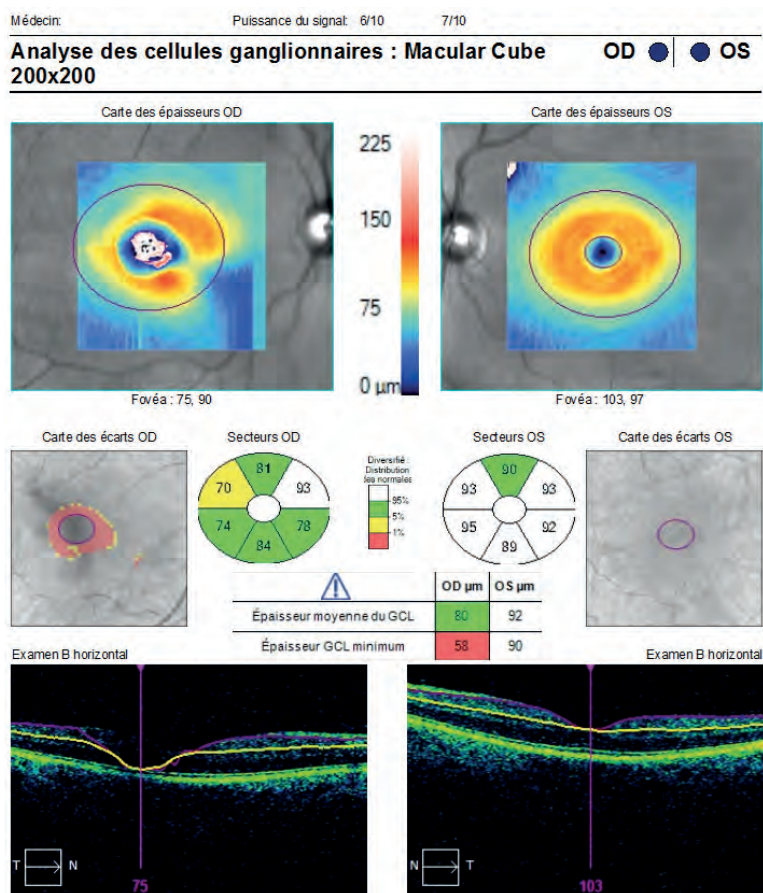 Médecin: Puissance du signal: 6/10 7/10
Analyse des cellules ganglionnaires : Macular Cube 200x200 OD OS
Carte des épaisseurs OD Carte des épaisseurs OS
225
150
75
0 µm
Fovéa : 75, 90 Fovéa : 103, 97
Carte des écarts OD Secteurs OD Secteurs OS Carte des écarts OS
Diversifié :
Distribution
des normales
95%
5%
1%
81
70 93
74 78
84
90
93 93
95 92
89
OD µm OS µm
Épaisseur moyenne du GCL 80 92
Épaisseur GCL minimum 58 90
Examen B horizontal Examen B horizontal
T N N T
75 103